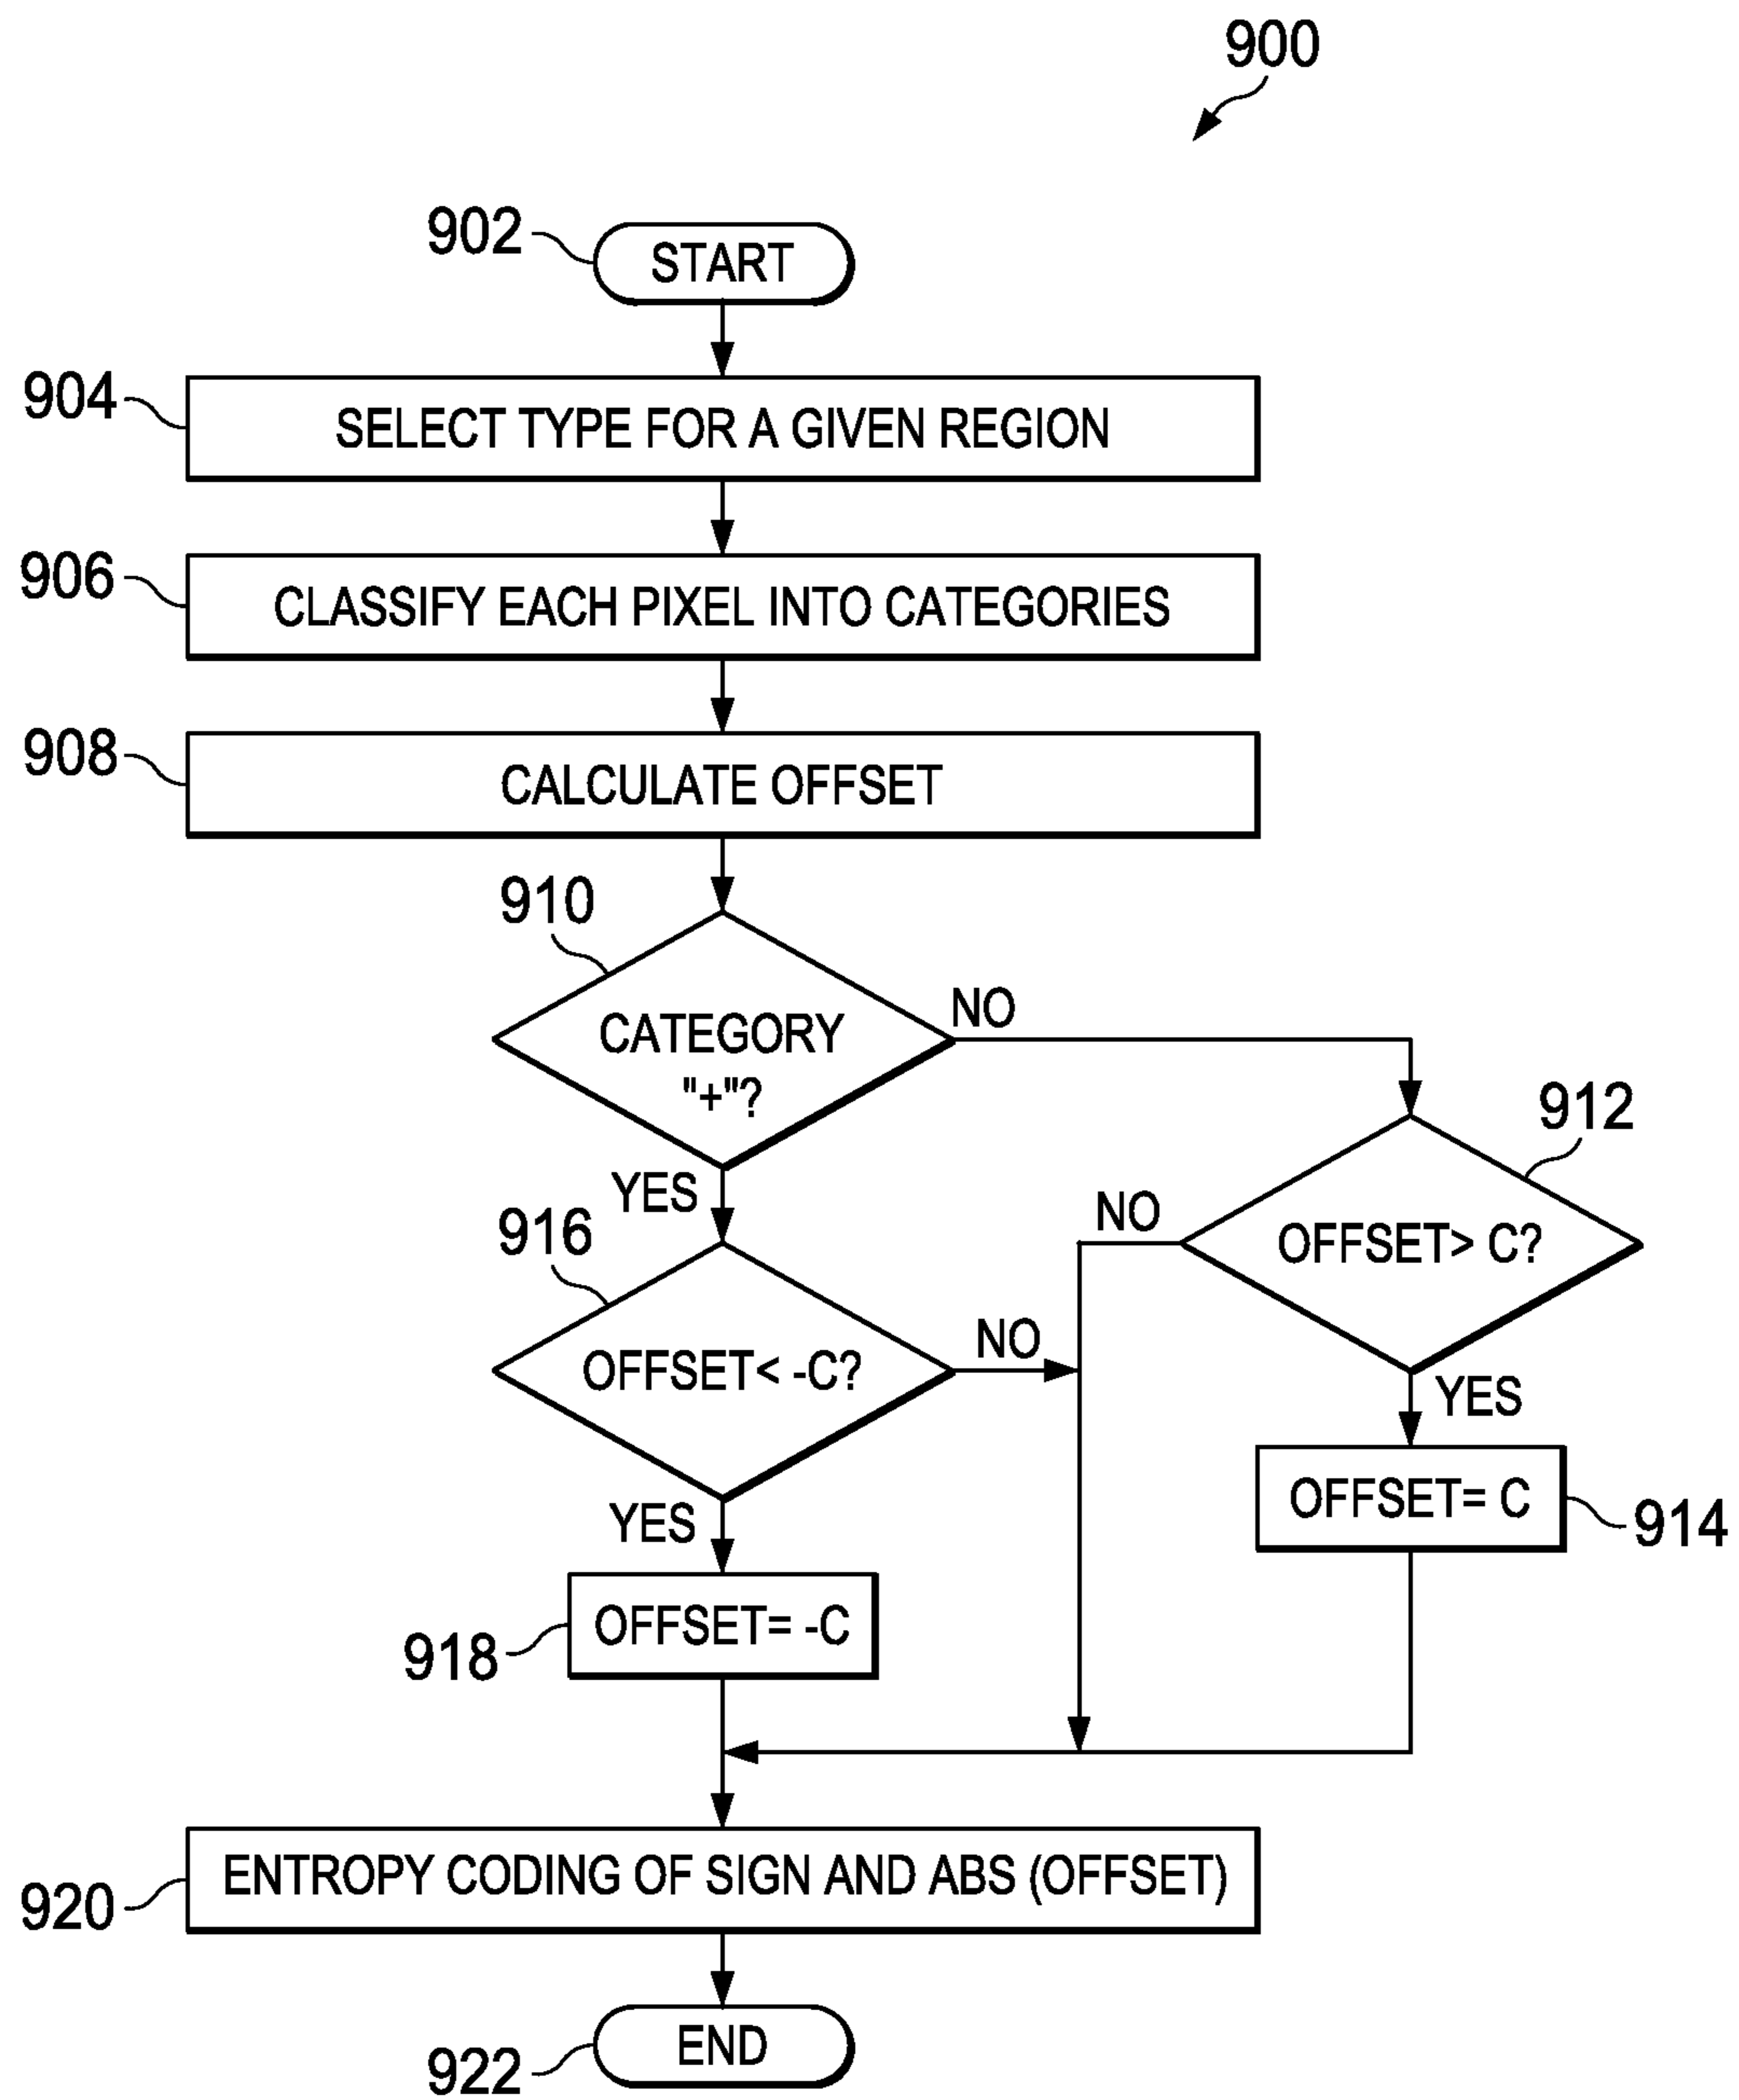 900
902
START
904
SELECT TYPE FOR A GIVEN REGION
906
CLASSIFY EACH PIXEL INTO CATEGORIES
908
CALCULATE OFFSET
910
CATEGORY
"+"?
NO
YES
912
OFFSET> C?
NO
YES
916
OFFSET< -C?
NO
YES
OFFSET= C
914
OFFSET= -C
918
ENTROPY CODING OF SIGN AND ABS (OFFSET)
920
END
922